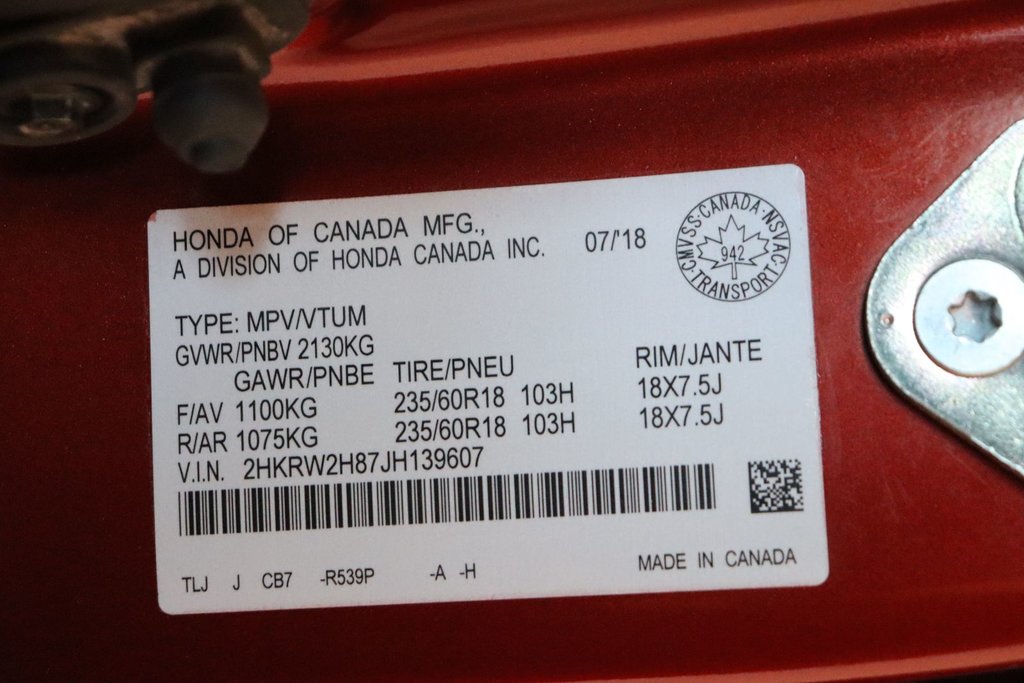 HONDA OF CANADA MFG.,
A DIVISION OF HONDA CANADA INC.
07/'18
CMVSS·CANADA·NSVAC·TRANSPORT·
942
TYPE: MPV/VTUM
GVWR/PNBV 2130KG
GAWR/PNBE TIRE/PNEU RIM/JANTE
F/AV 1100KG 235/60R18 103H 18X7.5J
R/AR 1075KG 235/60R18 103H 18X7.5J
V.I.N. 2HKRW2H87JH139607
TLJ J CB7 -R539P -A -H MADE IN CANADA